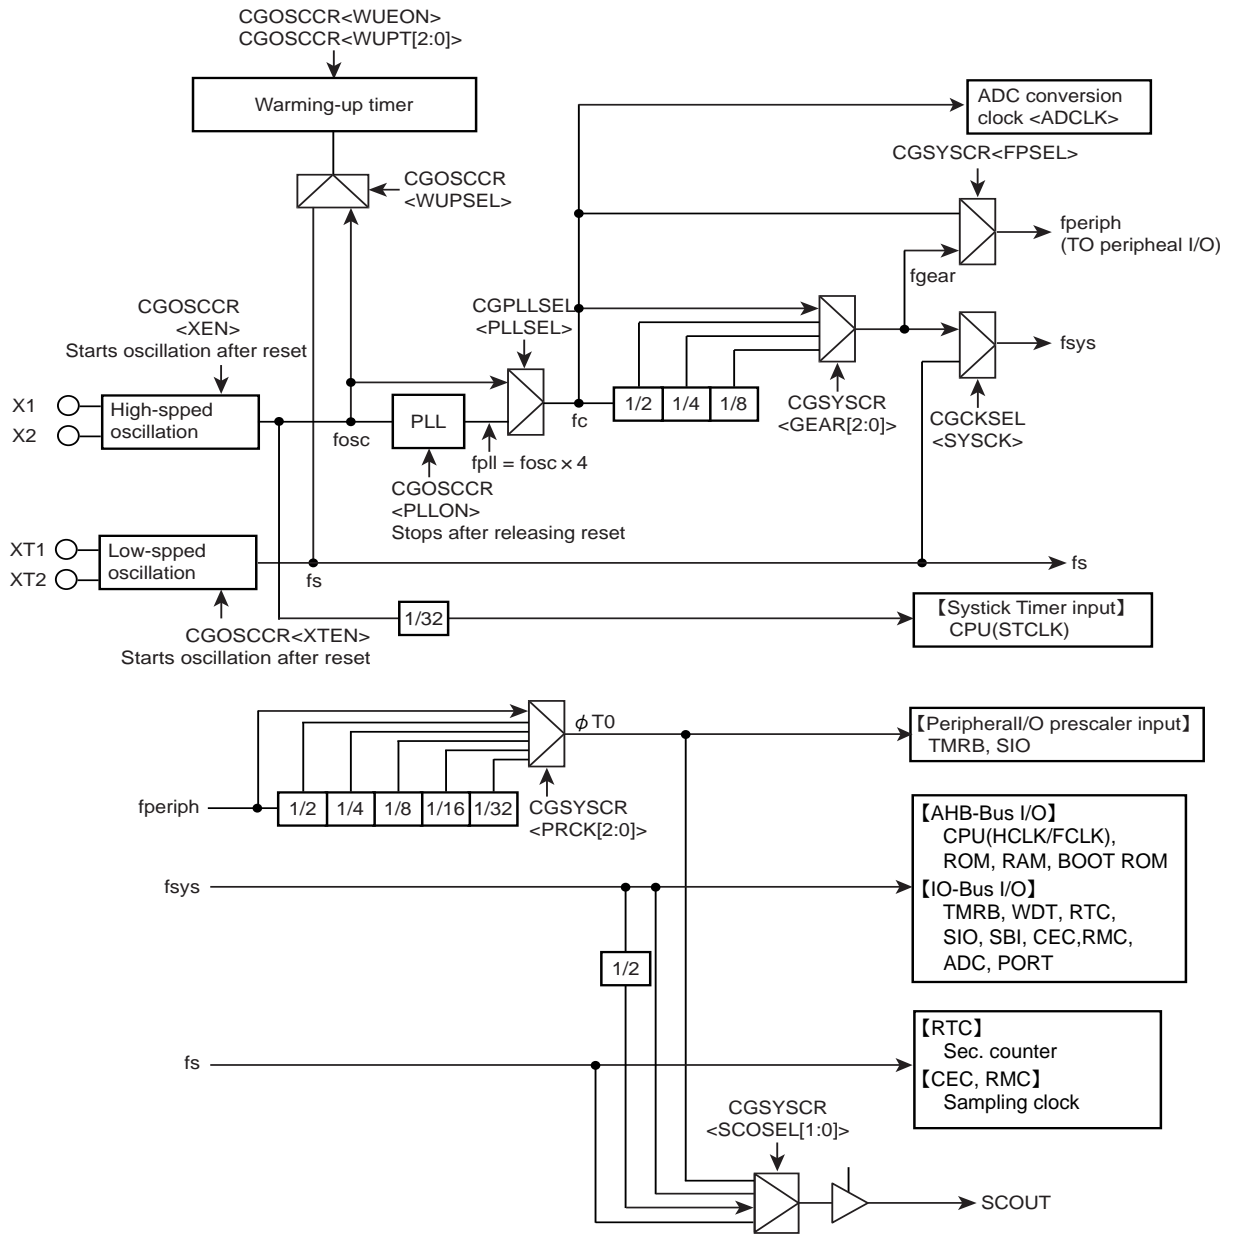 CGOSCCR<WUEON>
CGOSCCR<WUPT[2:0]>
Warming-up timer
ADC conversion
clock <ADCLK>
CGSYSCR<FPSEL>
CGOSCCR
<WUPSEL>
fperiph
(TO peripheal I/O)
fgear
CGOSCCR
<XEN>
Starts oscillation after reset
CGPLLSEL
<PLLSEL>
fsys
X1
X2
High-spped
oscillation
fosc
PLL
fc
1/2
1/4
1/8
CGSYSCR
<GEAR[2:0]>
CGCKSEL
<SYSCK>
fpll = fosc × 4
CGOSCCR
<PLLON>
Stops after releasing reset
XT1
XT2
Low-spped
oscillation
fs
fs
CGOSCCR<XTEN>
Starts oscillation after reset
1/32
【Systick Timer input】
CPU(STCLK)
ϕT0
【PeripheralI/O prescaler input】
TMRB, SIO
fperiph
1/2
1/4
1/8
1/16
1/32
CGSYSCR
<PRCK[2:0]>
【AHB-Bus I/O】
CPU(HCLK/FCLK),
ROM, RAM, BOOT ROM
【IO-Bus I/O】
TMRB, WDT, RTC,
SIO, SBI, CEC,RMC,
ADC, PORT
fsys
1/2
fs
【RTC】
Sec. counter
【CEC, RMC】
Sampling clock
CGSYSCR
<SCOSEL[1:0]>
SCOUT